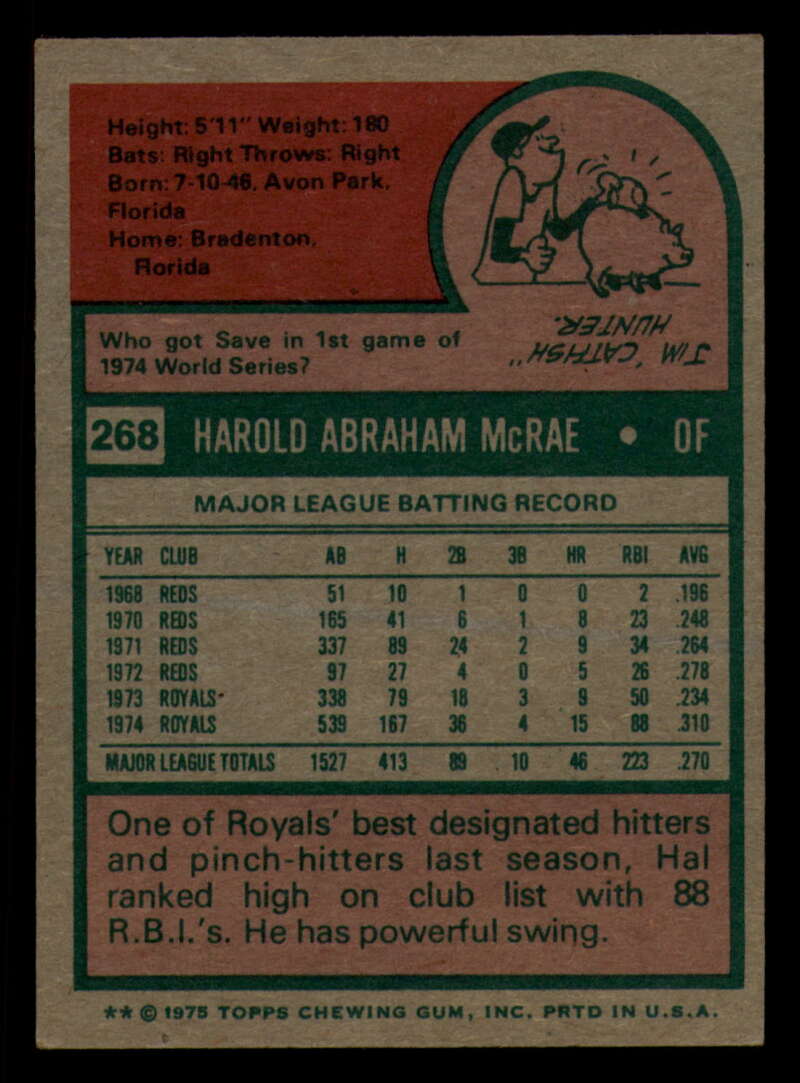 Height: 5'11" Weight: 180
Bats: Right Throws: Right
Born: 7-10-46, Avon Park,
Florida
Home: Bradenton,
Florida
Who got Save in 1st game of
1974 World Series?
JIM "CATFISH"
HUNTER.
268 HAROLD ABRAHAM McRAE • OF
MAJOR LEAGUE BATTING RECORD
YEAR CLUB AB H 2B 3B HR RBI AVG
1968 REDS 51 10 1 0 0 2 .196
1970 REDS 165 41 6 1 8 23 .248
1971 REDS 337 89 24 2 9 34 .264
1972 REDS 97 27 4 0 5 26 .278
1973 ROYALS 338 79 18 3 9 50 .234
1974 ROYALS 539 167 36 4 15 88 .310
MAJOR LEAGUE TOTALS 1527 413 89 10 46 223 .270
One of Royals' best designated hitters
and pinch-hitters last season, Hal
ranked high on club list with 88
R.B.I.'s. He has powerful swing.
** © 1975 TOPPS CHEWING GUM, INC. PRTD IN U.S.A.